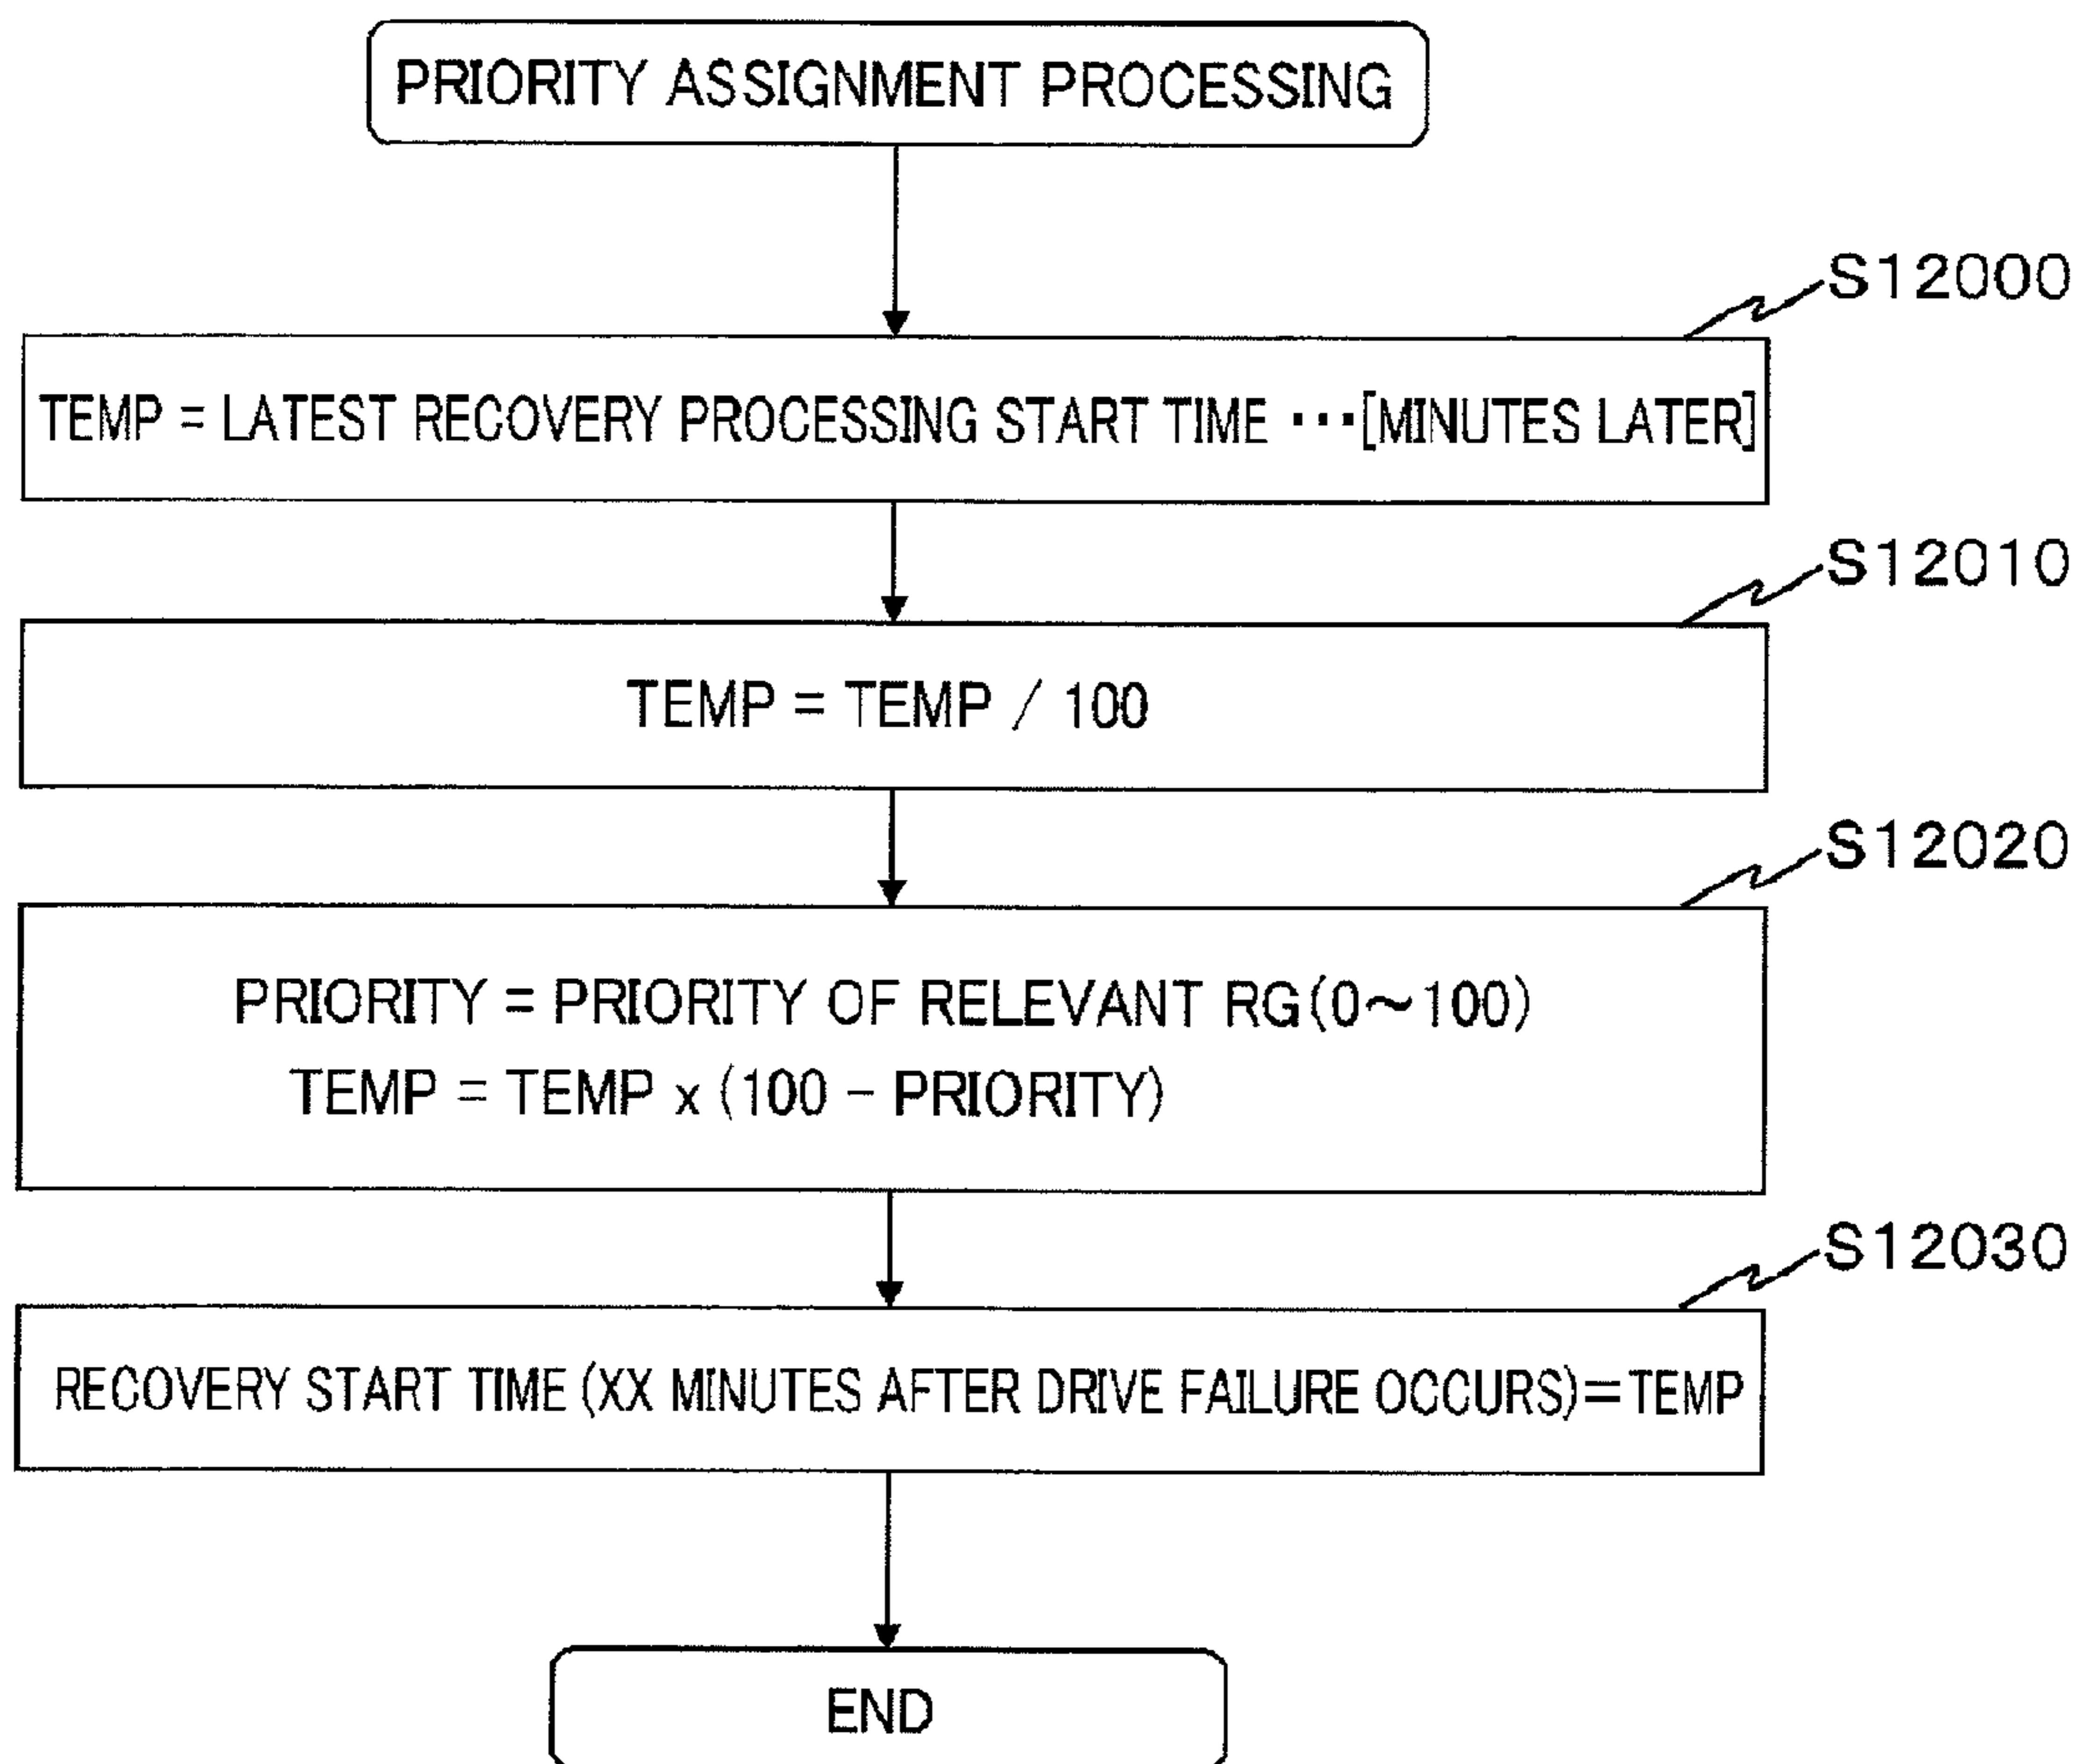 PRIORITY ASSIGNMENT PROCESSING
S12000
TEMP = LATEST RECOVERY PROCESSING START TIME ···[MINUTES LATER]
S12010
TEMP = TEMP / 100
S12020
PRIORITY = PRIORITY OF RELEVANT RG(0~100)
TEMP = TEMP x (100 - PRIORITY)
S12030
RECOVERY START TIME (XX MINUTES AFTER DRIVE FAILURE OCCURS)=TEMP
END